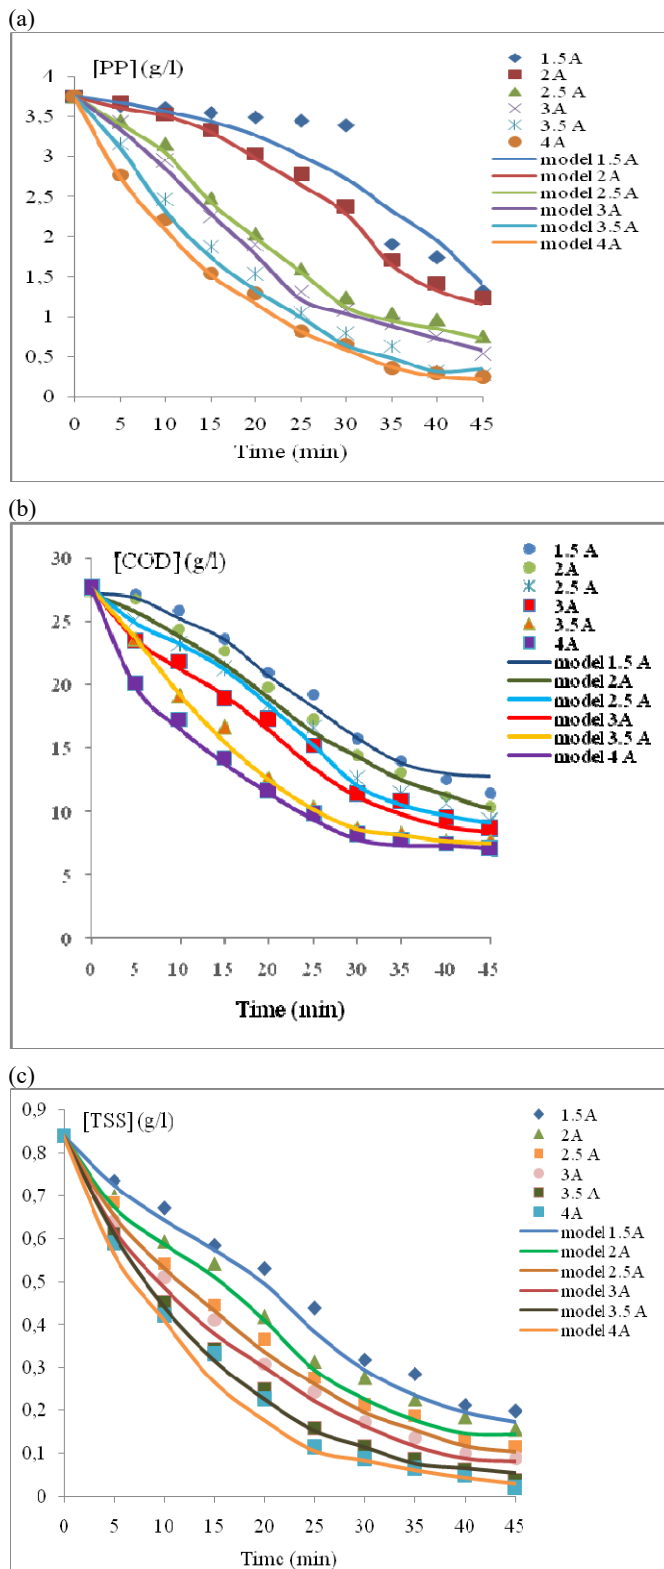 (a)
[PP] (g/l)
4
3.5
3
2.5
2
1.5
1
0,5
0
0 5 10 15 20 25 30 35 40 45
Time (min)
1.5A
2A
2.5 A
3A
3.5 A
4A
model 1.5 A
model 2A
model 2.5A
model 3A
model 3.5A
model 4A
(b)
[COD] (g/l)
30
25
20
15
10
5
0
0 5 10 15 20 25 30 35 40 45
Time (min)
1.5 A
2A
2.5 A
3A
3.5A
4A
model 1.5 A
model 2A
model 2.5A
model 3A
model 3.5A
model 4 A
(c)
[TSS] (g/l)
0,9
0,8
0,7
0,6
0,5
0,4
0,3
0,2
0,1
0
0 5 10 15 20 25 30 35 40 45
Time (min)
1.5A
2A
2.5 A
3A
3.5 A
4A
model 1.5A
model 2A
model 2.5A
model 3A
model 3.5 A
model 4A